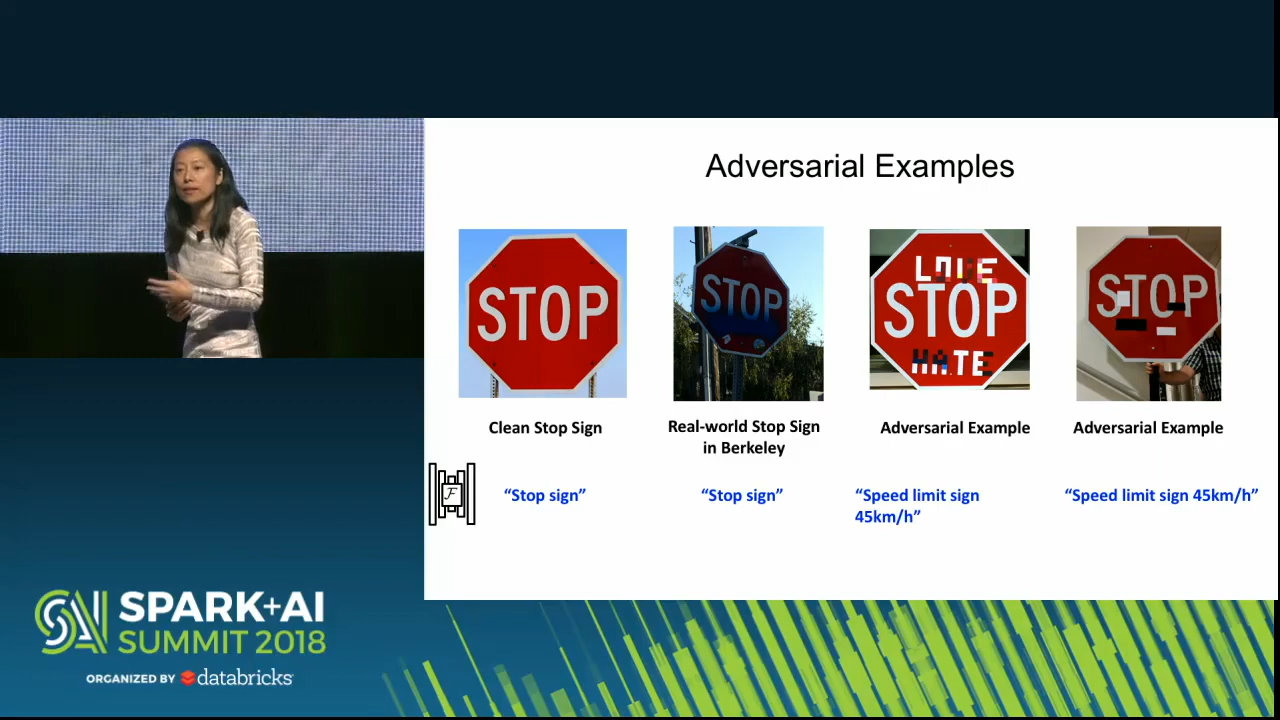 Adversarial Examples
STOP
STOP
LOVE
STOP
HATE
STOP
Clean Stop Sign
Real-world Stop Sign
in Berkeley
Adversarial Example
Adversarial Example
F
“Stop sign”
“Stop sign”
“Speed limit sign
45km/h”
“Speed limit sign 45km/h”
SAI
SPARK+AI
SUMMIT 2018
ORGANIZED BY databricks